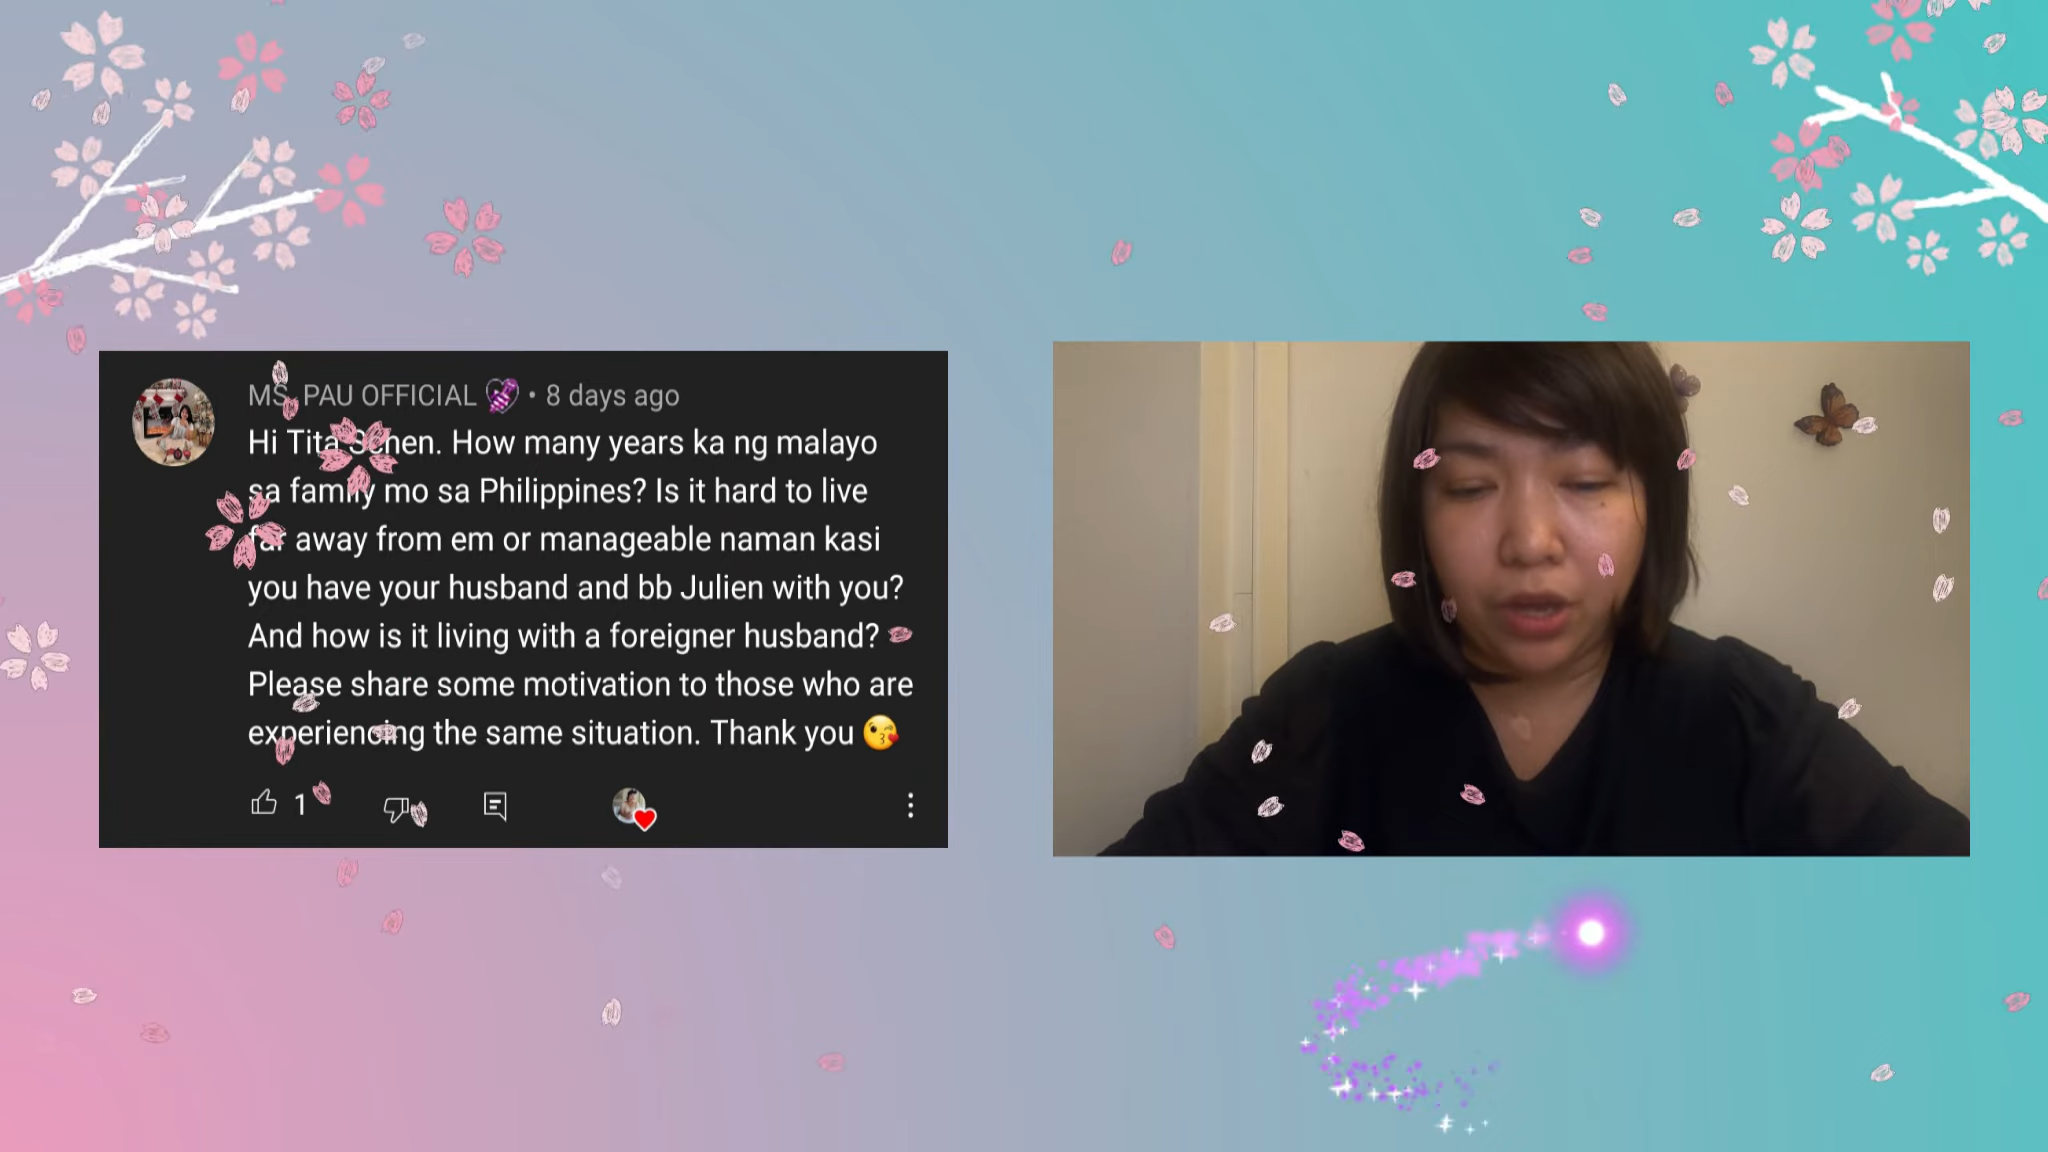 MS. PAU OFFICIAL • 8 days ago
Hi Tita Schen. How many years ka ng malayo
sa family mo sa Philippines? Is it hard to live
far away from em or manageable naman kasi
you have your husband and bb Julien with you?
And how is it living with a foreigner husband?
Please share some motivation to those who are
experiencing the same situation. Thank you 😘
1